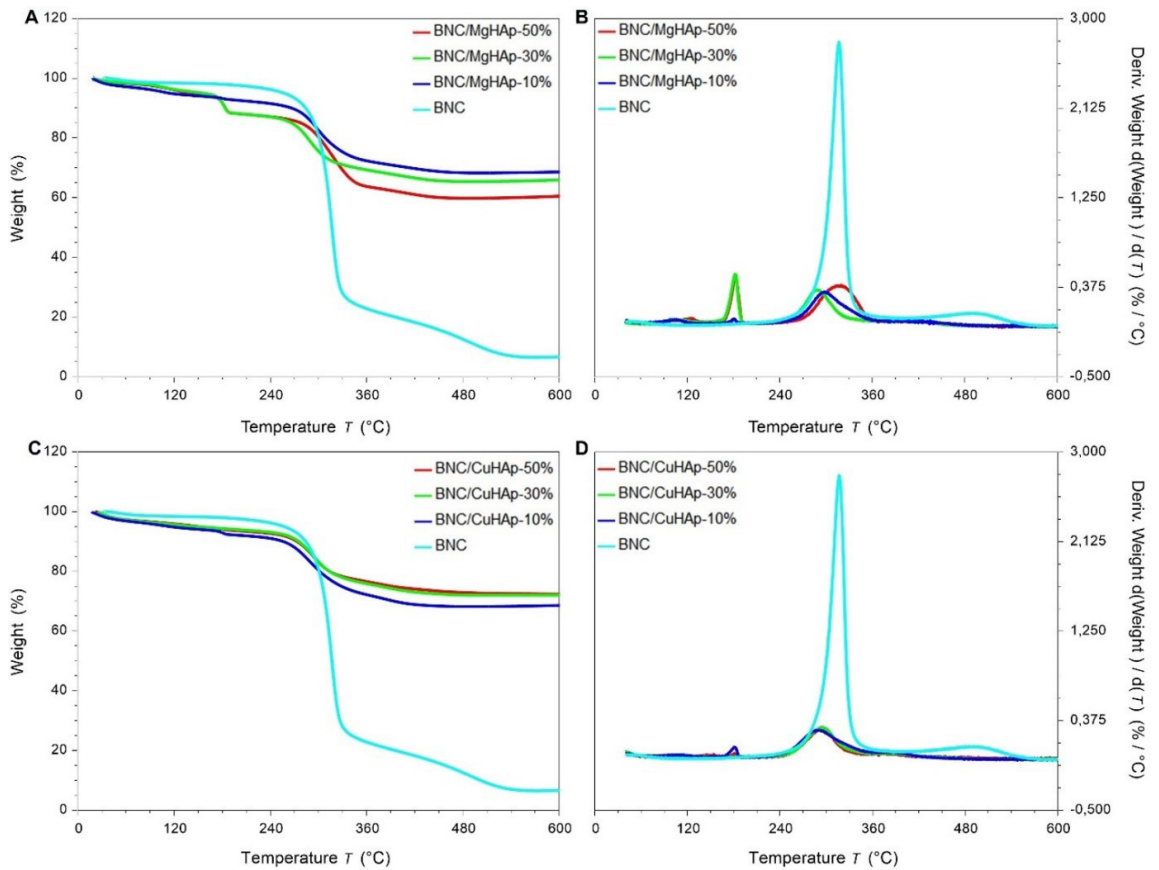 A
120
100
80
60
40
20
0
0
120
240
360
480
600
Weight (%)
Temperature T (°C)
BNC/MgHAp-50%
BNC/MgHAp-30%
BNC/MgHAp-10%
BNC
B
BNC/MgHAp-50%
BNC/MgHAp-30%
BNC/MgHAp-10%
BNC
3,000
2,125
1,250
0,375
-0,500
0
120
240
360
480
600
Deriv. Weight d(Weight ) / d(T) (% / °C)
Temperature T (°C)
C
120
100
80
60
40
20
0
0
120
240
360
480
600
Weight (%)
Temperature T (°C)
BNC/CuHAp-50%
BNC/CuHAp-30%
BNC/CuHAp-10%
BNC
D
BNC/CuHAp-50%
BNC/CuHAp-30%
BNC/CuHAp-10%
BNC
3,000
2,125
1,250
0,375
-0,500
0
120
240
360
480
600
Deriv. Weight d(Weight ) / d(T) (% / °C)
Temperature T (°C)